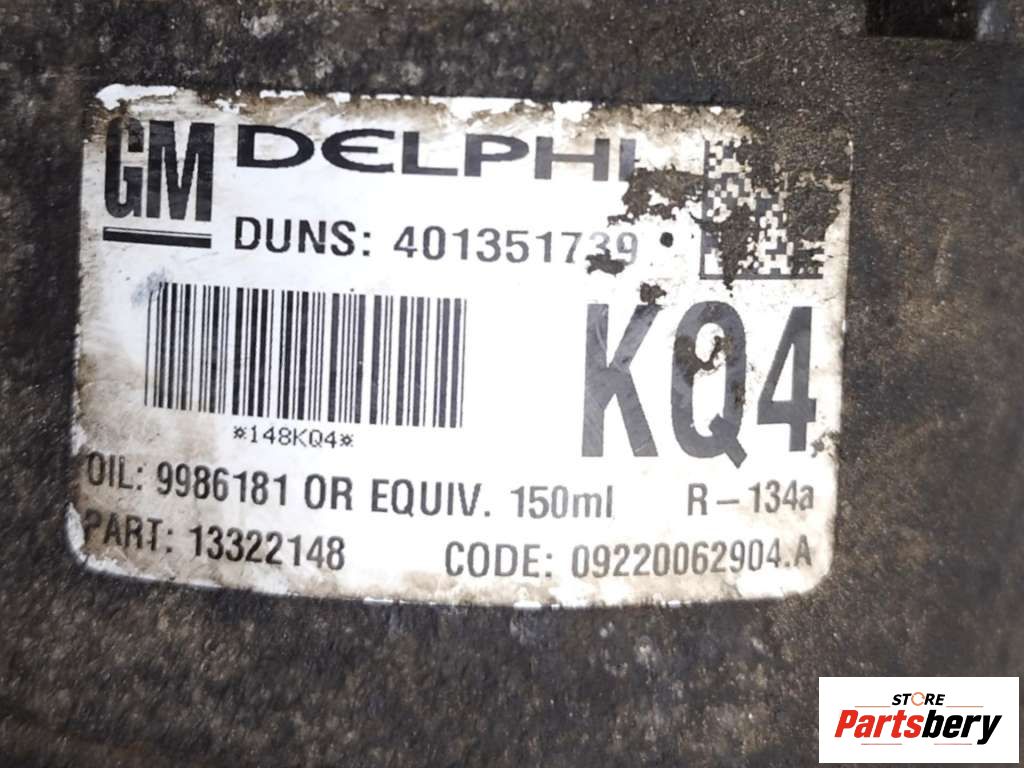 GM DELPHI
DUNS: 401351739
KQ4
*148KQ4*
OIL: 9986181 OR EQUIV. 150ml R-134a
PART: 13322148 CODE: 09220062904.A
STORE
Partsbery